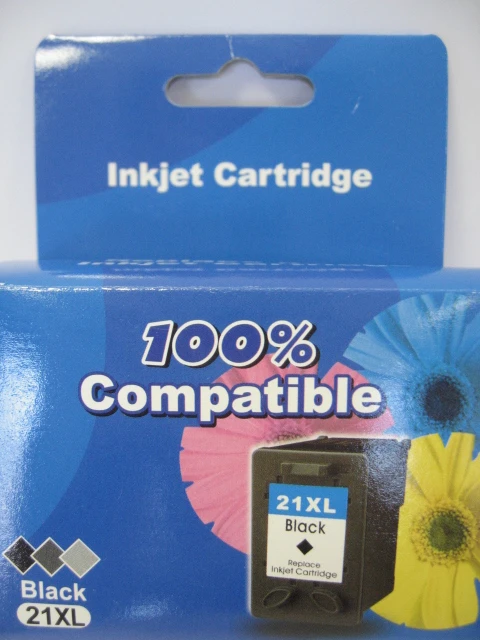 Inkjet Cartridge
100%
Compatible
21XL
Black
Replace
Inkjet Cartridge
Black
21XL